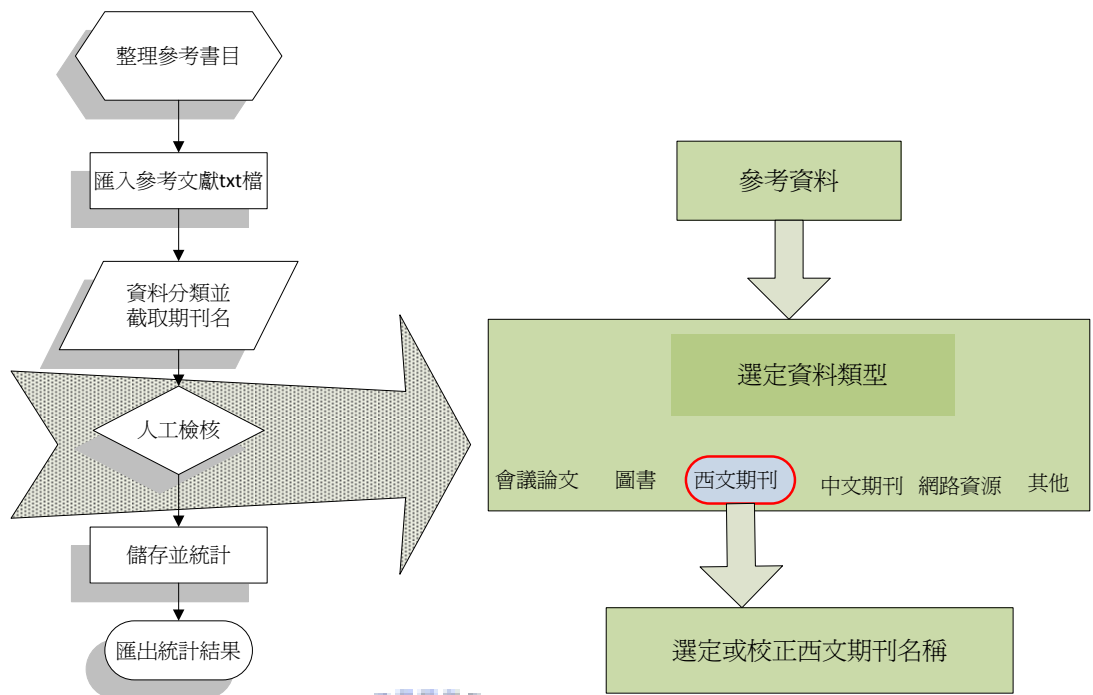 整理參考書目
匯入參考文獻txt檔
資料分類並
截取期刊名
人工檢核
儲存並統計
匯出統計結果
參考資料
選定資料類型
會議論文
圖書
西文期刊
中文期刊
網路資源
其他
選定或校正西文期刊名稱